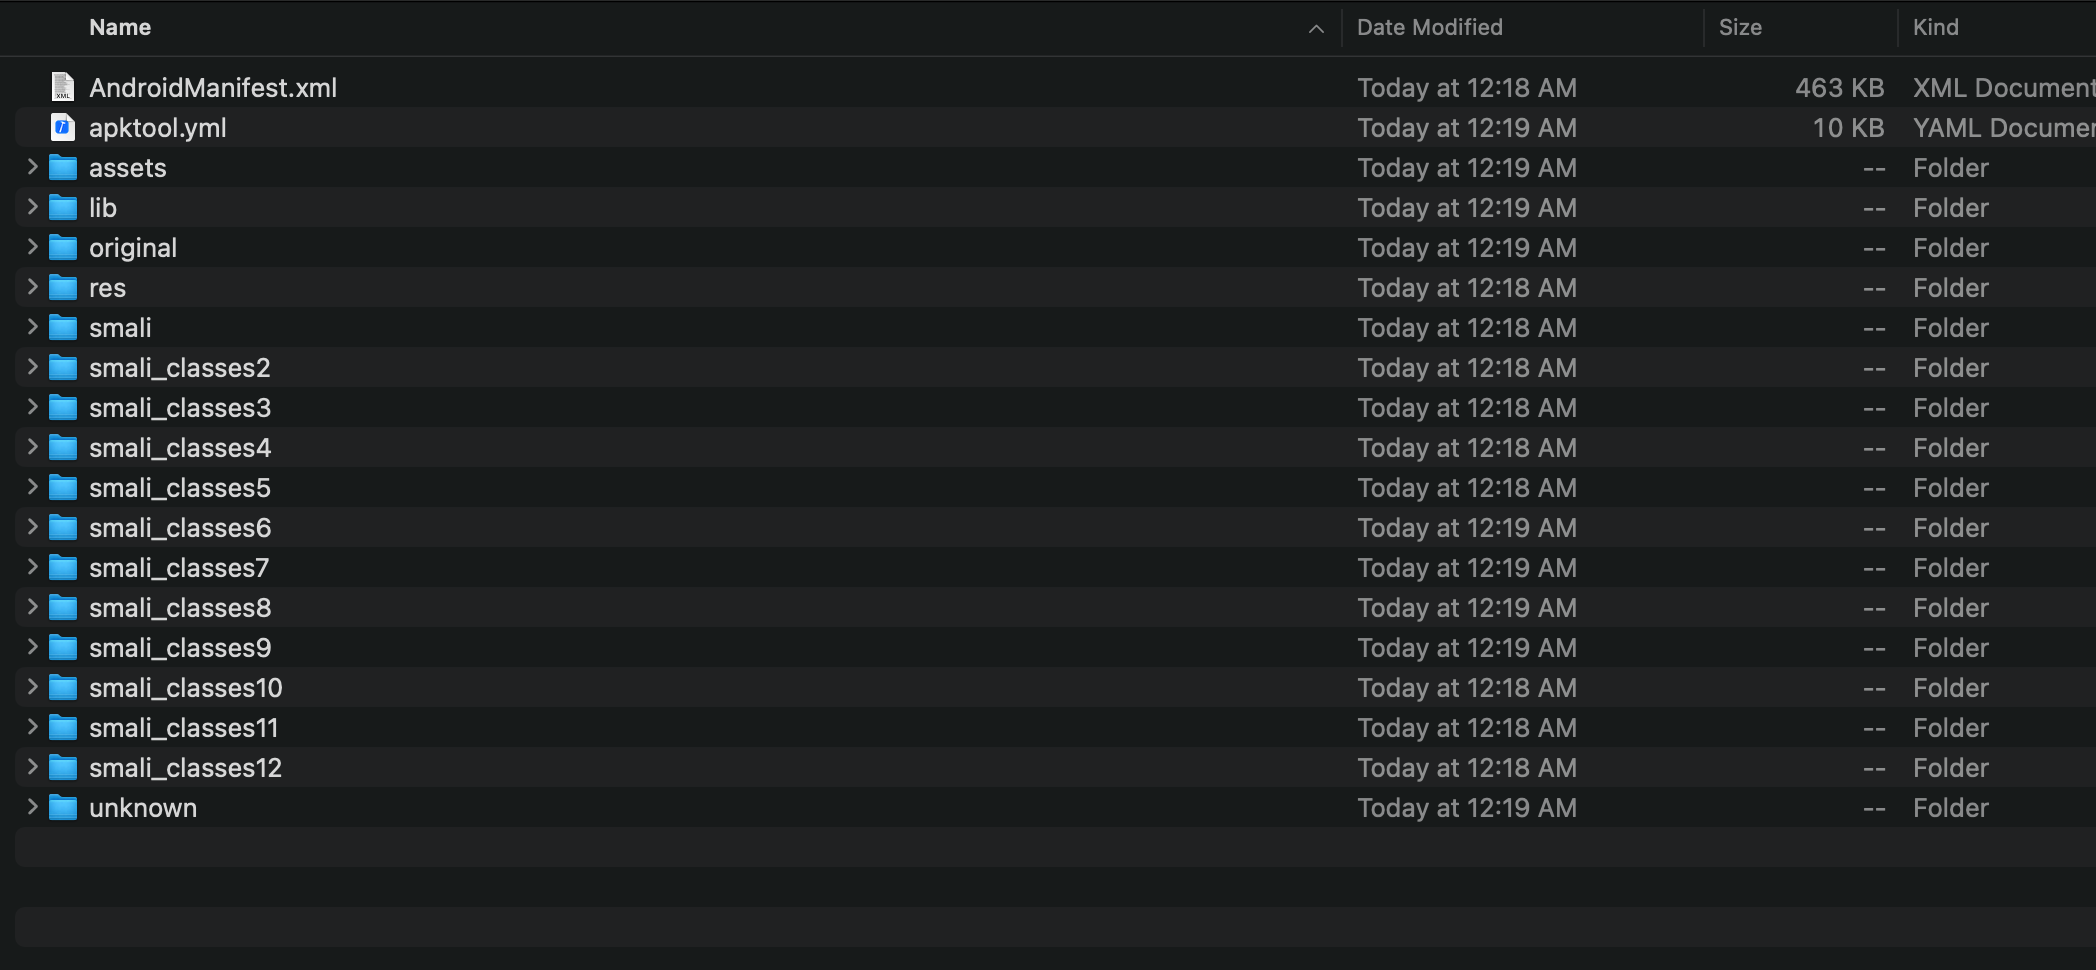 Name Date Modified Size Kind
AndroidManifest.xml Today at 12:18 AM 463 KB XML Document
apktool.yml Today at 12:19 AM 10 KB YAML Documen
assets Today at 12:19 AM -- Folder
lib Today at 12:19 AM -- Folder
original Today at 12:19 AM -- Folder
res Today at 12:18 AM -- Folder
smali Today at 12:18 AM -- Folder
smali_classes2 Today at 12:18 AM -- Folder
smali_classes3 Today at 12:18 AM -- Folder
smali_classes4 Today at 12:18 AM -- Folder
smali_classes5 Today at 12:18 AM -- Folder
smali_classes6 Today at 12:19 AM -- Folder
smali_classes7 Today at 12:19 AM -- Folder
smali_classes8 Today at 12:19 AM -- Folder
smali_classes9 Today at 12:19 AM -- Folder
smali_classes10 Today at 12:18 AM -- Folder
smali_classes11 Today at 12:18 AM -- Folder
smali_classes12 Today at 12:18 AM -- Folder
unknown Today at 12:19 AM -- Folder